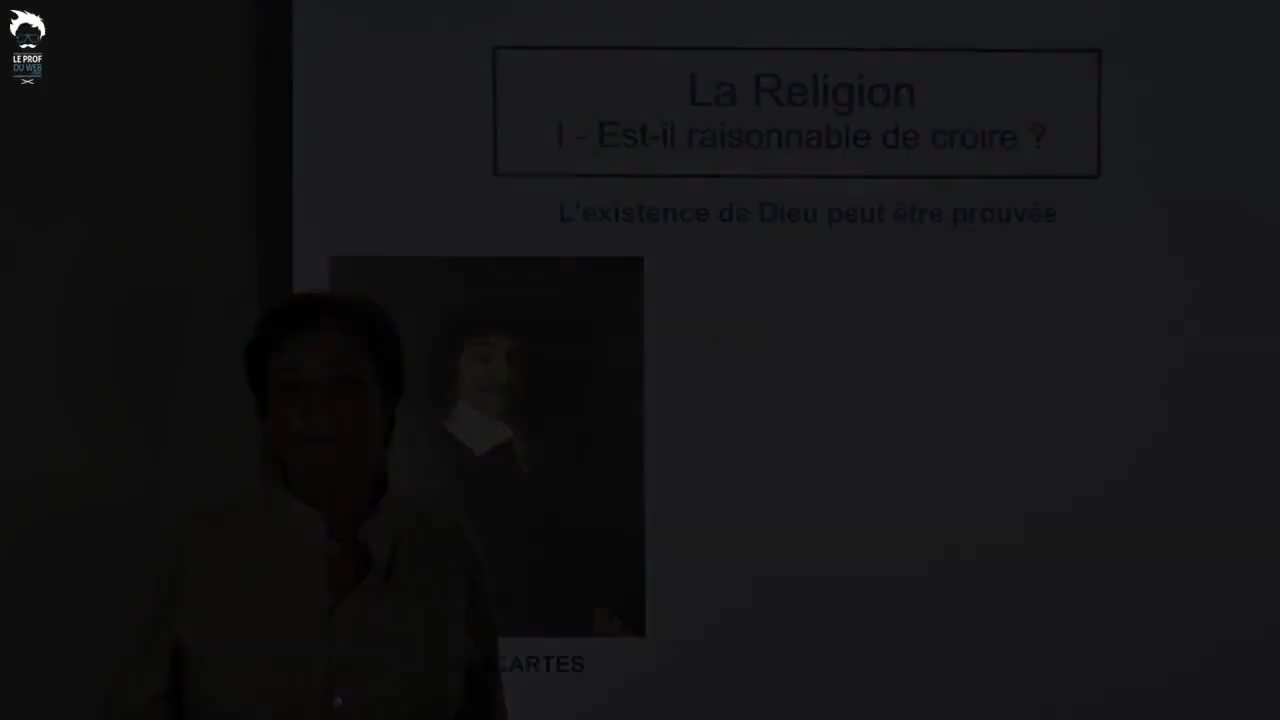 LE PROF
DU WEB
La Religion
I - Est-il raisonnable de croire ?
L'existence de Dieu peut être prouvée
CARTES